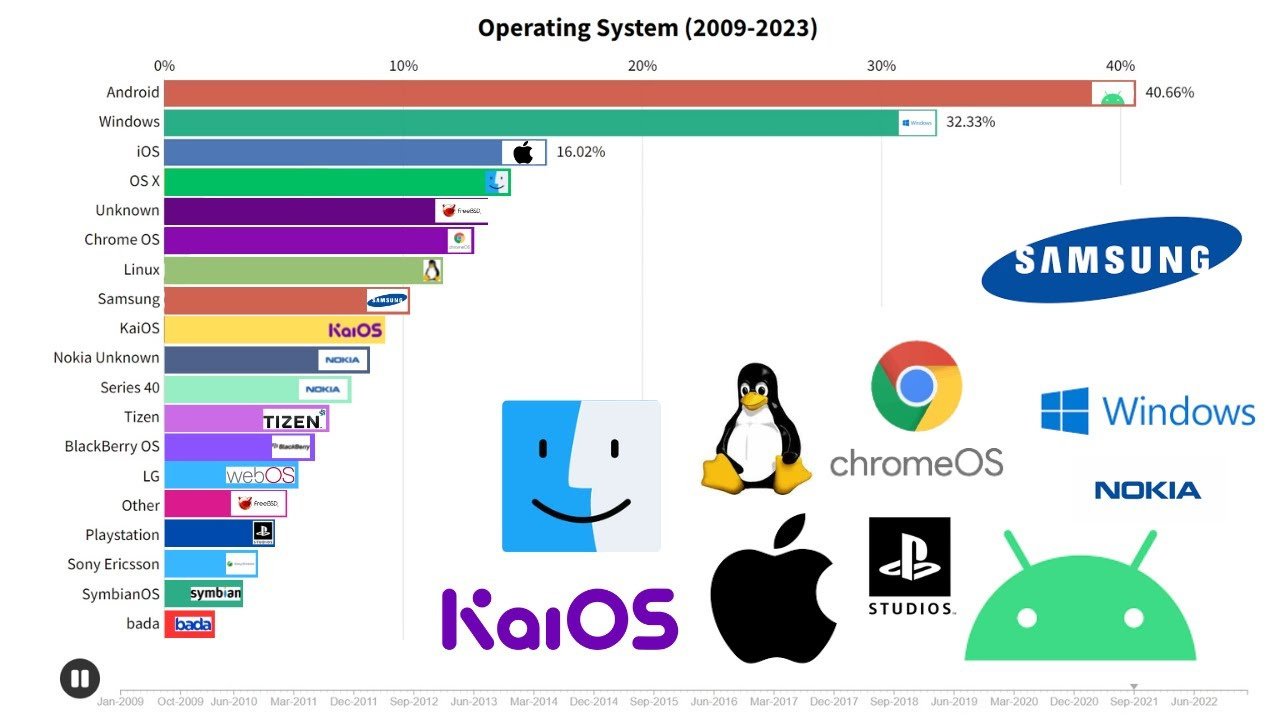 Operating System (2009-2023)
0% 10% 20% 30% 40%
Android 40.66%
Windows Windows 32.33%
iOS 16.02%
OS X
Unknown FreeBSD
Chrome OS chromeOS
Linux
Samsung SAMSUNG
KaiOS KaiOS
Nokia Unknown NOKIA
Series 40 NOKIA
Tizen TIZEN
BlackBerry OS BlackBerry
LG webOS
Other FreeBSD
Playstation STUDIOS
Sony Ericsson
SymbianOS symbian
bada bada
SAMSUNG
Windows
chromeOS
NOKIA
STUDIOS™
KaiOS
Jan-2009 Oct-2009 Jun-2010 Mar-2011 Dec-2011 Sep-2012 Jun-2013 Mar-2014 Dec-2014 Sep-2015 Jun-2016 Mar-2017 Dec-2017 Sep-2018 Jun-2019 Mar-2020 Dec-2020 Sep-2021 Jun-2022